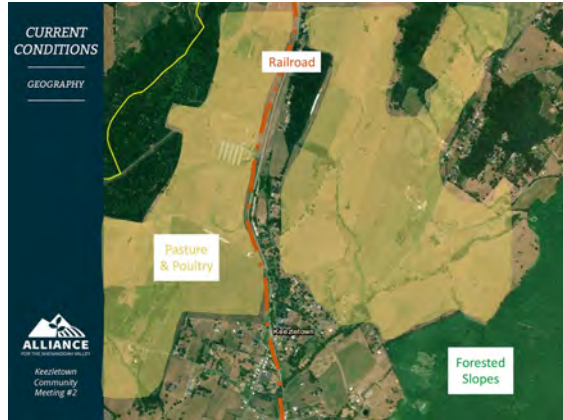 CURRENT
CONDITIONS
GEOGRAPHY
Railroad
Pasture
& Poultry
Keezletown
Forested
Slopes
ALLIANCE
FOR THE SHENANDOAH VALLEY
Keezletown
Community
Meeting #2